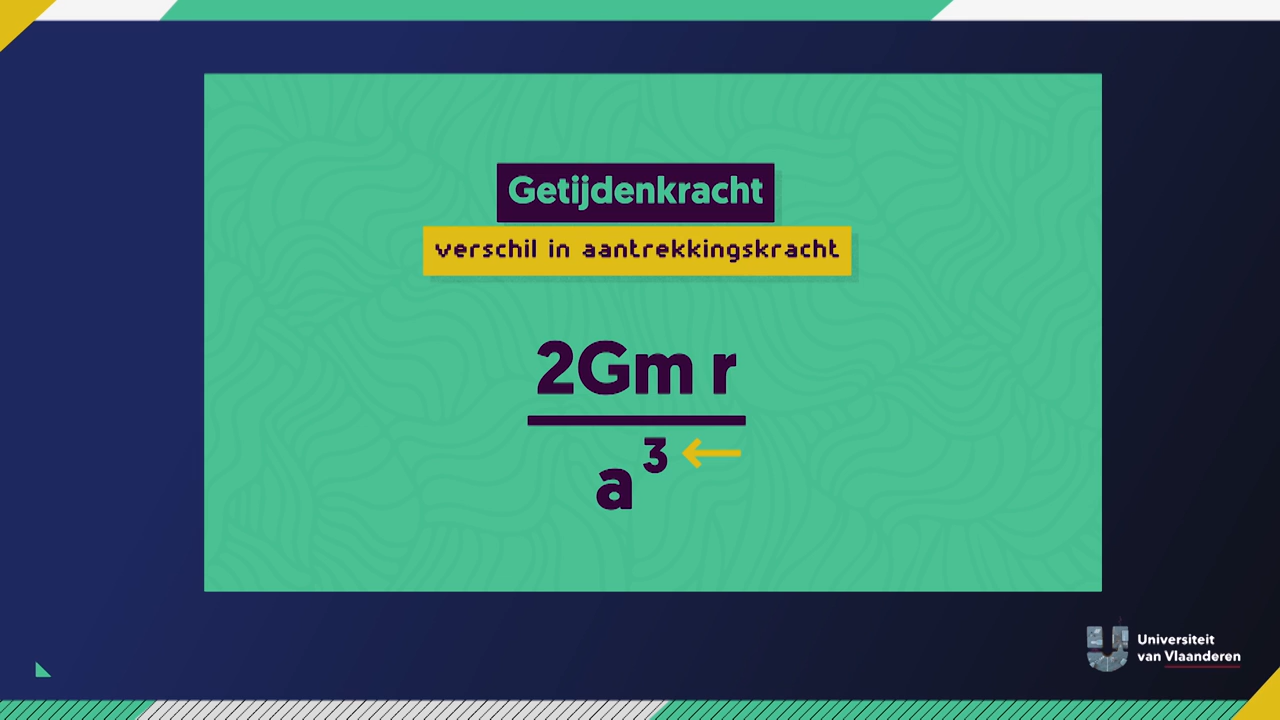 Getijdenkracht
verschil in aantrekkingskracht
2Gm r
a³
Universiteit
van Vlaanderen